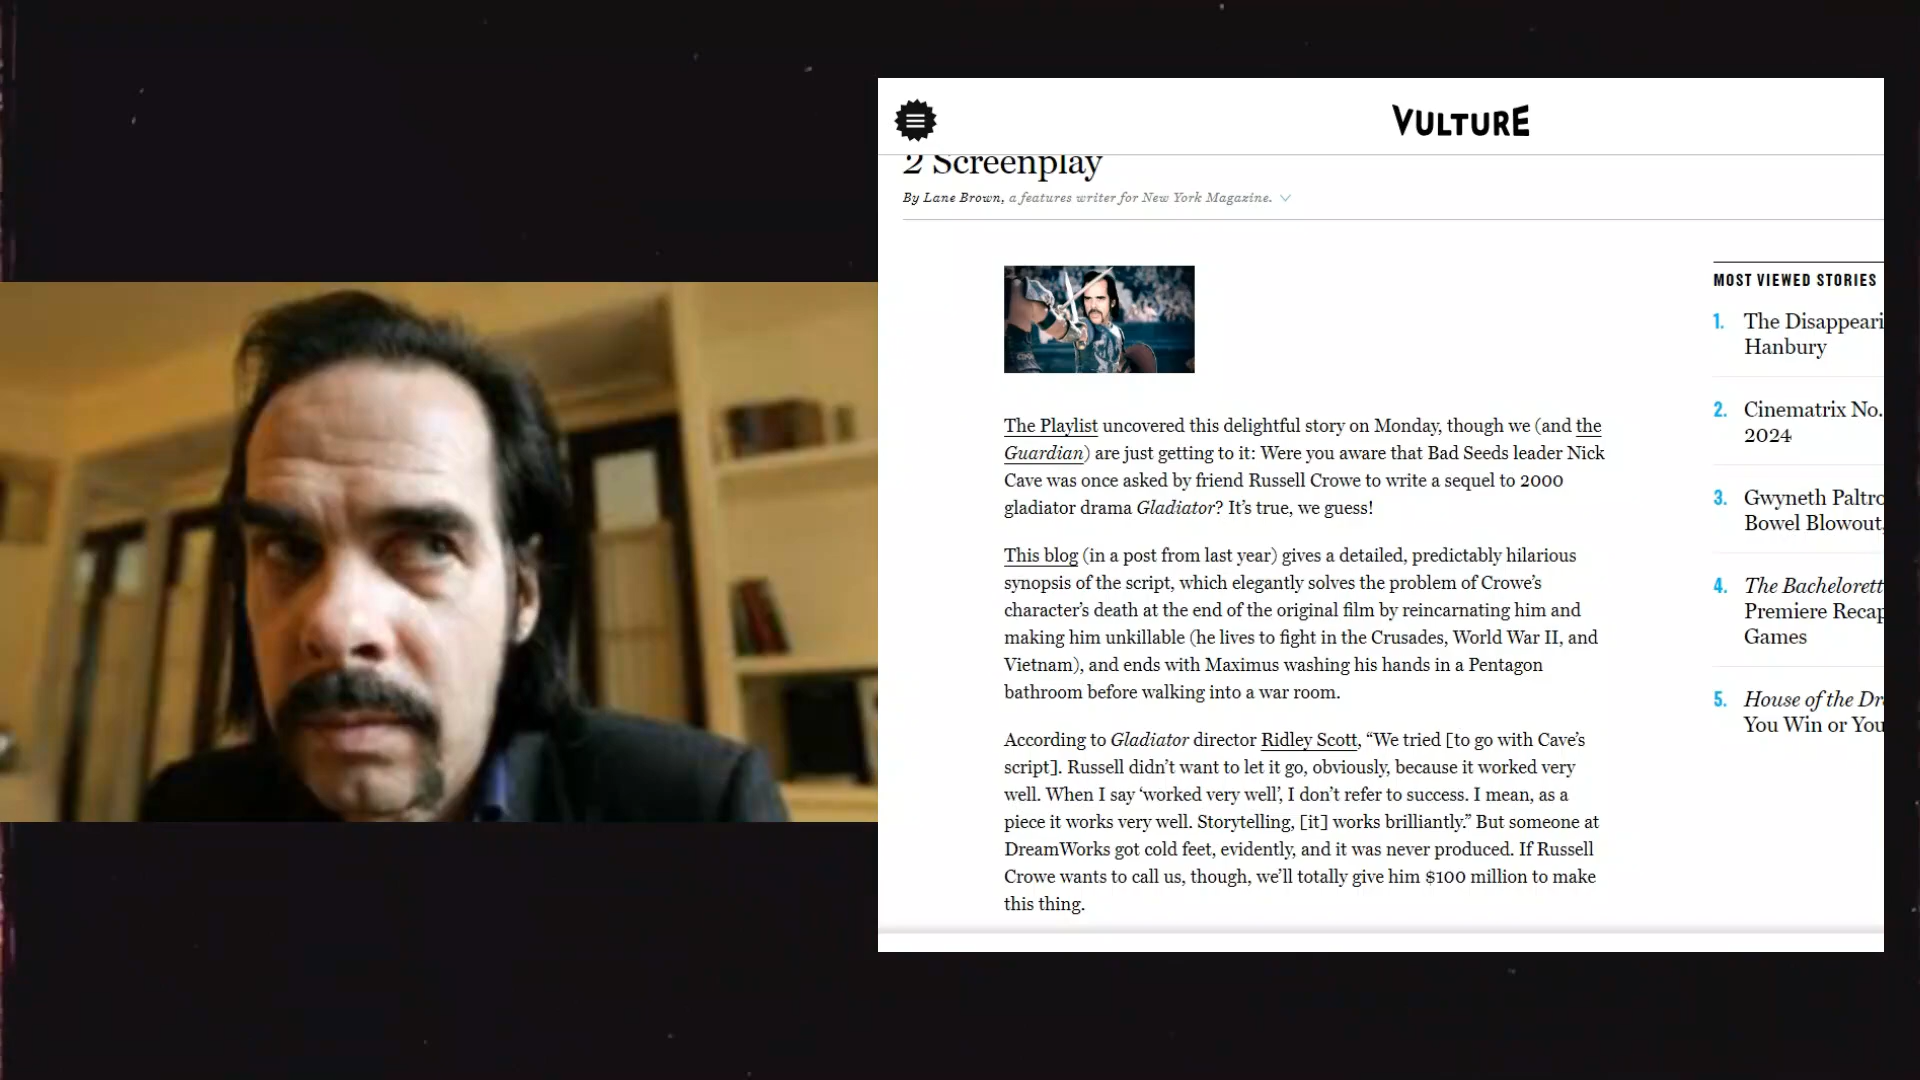 VULTURE
2 Screenplay
By Lane Brown, a features writer for New York Magazine.
The Playlist uncovered this delightful story on Monday, though we (and the
Guardian) are just getting to it: Were you aware that Bad Seeds leader Nick
Cave was once asked by friend Russell Crowe to write a sequel to 2000
gladiator drama Gladiator? It’s true, we guess!
This blog (in a post from last year) gives a detailed, predictably hilarious
synopsis of the script, which elegantly solves the problem of Crowe’s
character’s death at the end of the original film by reincarnating him and
making him unkillable (he lives to fight in the Crusades, World War II, and
Vietnam), and ends with Maximus washing his hands in a Pentagon
bathroom before walking into a war room.
According to Gladiator director Ridley Scott, “We tried [to go with Cave’s
script]. Russell didn’t want to let it go, obviously, because it worked very
well. When I say ‘worked very well’, I don’t refer to success. I mean, as a
piece it works very well. Storytelling, [it] works brilliantly.” But someone at
DreamWorks got cold feet, evidently, and it was never produced. If Russell
Crowe wants to call us, though, we’ll totally give him $100 million to make
this thing.
MOST VIEWED STORIES
1. The Disappeari
Hanbury
2. Cinematrix No.
2024
3. Gwyneth Paltro
Bowel Blowout,
4. The Bachelorett
Premiere Recap
Games
5. House of the Dr
You Win or You